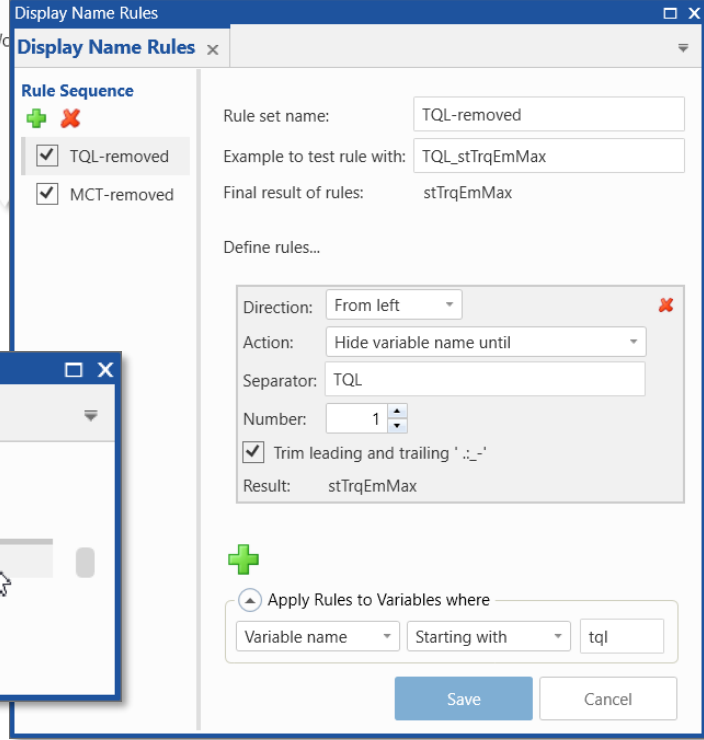 Display Name Rules
Display Name Rules
Rule Sequence
TQL-removed
MCT-removed
Rule set name: TQL-removed
Example to test rule with: TQL_stTrqEmMax
Final result of rules: stTrqEmMax
Define rules...
Direction: From left
Action: Hide variable name until
Separator: TQL
Number: 1
Trim leading and trailing ' .:_-'
Result: stTrqEmMax
Apply Rules to Variables where
Variable name Starting with tql
Save Cancel